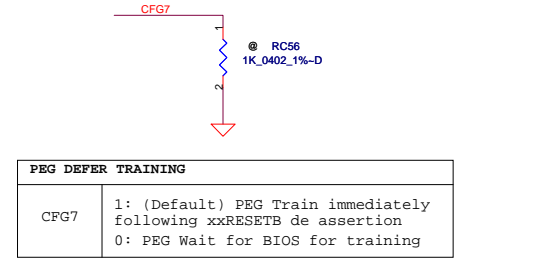 CFG7
1
@ RC56
1K_0402_1%~D
2
PEG DEFER TRAINING
CFG7
1: (Default) PEG Train immediately
following xxRESETB de assertion
0: PEG Wait for BIOS for training